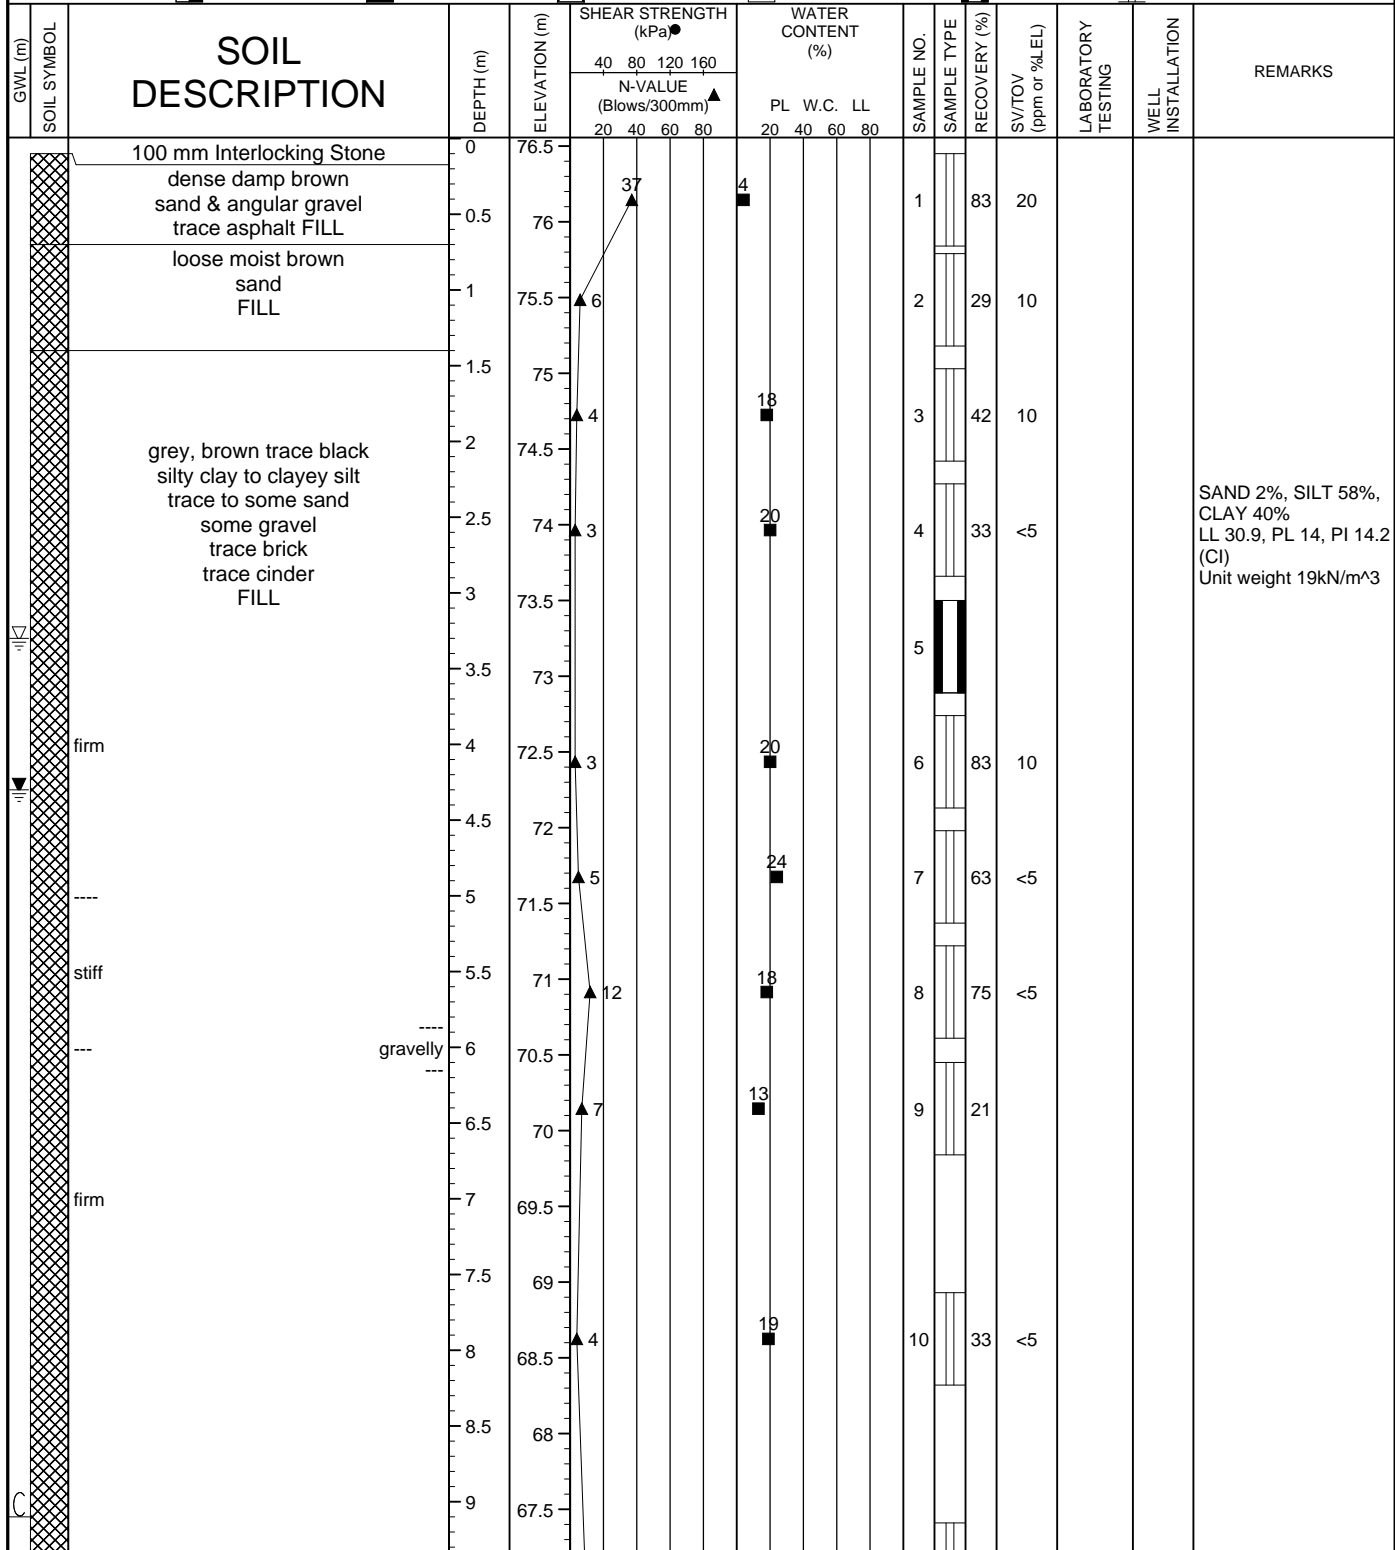 GWL (m)
SOIL SYMBOL
SOIL
DESCRIPTION
DEPTH (m)
ELEVATION (m)
SHEAR STRENGTH
(kPa)
40 80 120 160
N-VALUE
(Blows/300mm)
20 40 60 80
WATER
CONTENT
(%)
PL W.C. LL
20 40 60 80
SAMPLE NO.
SAMPLE TYPE
RECOVERY (%)
SV/TOV
(ppm or %LEL)
LABORATORY
TESTING
WELL
INSTALLATION
REMARKS
100 mm Interlocking Stone
dense damp brown
sand & angular gravel
trace asphalt FILL
loose moist brown
sand
FILL
grey, brown trace black
silty clay to clayey silt
trace to some sand
some gravel
trace brick
trace cinder
FILL
firm
----
stiff
----
gravelly
---
---
firm
0
0.5
1
1.5
2
2.5
3
3.5
4
4.5
5
5.5
6
6.5
7
7.5
8
8.5
9
76.5
76
75.5
75
74.5
74
73.5
73
72.5
72
71.5
71
70.5
70
69.5
69
68.5
68
67.5
37 4 1 83 20
6 2 29 10
4 18 3 42 10
3 20 4 33 <5
5
3 20 6 83 10
5 24 7 63 <5
12 18 8 75 <5
7 13 9 21
4 19 10 33 <5
SAND 2%, SILT 58%,
CLAY 40%
LL 30.9, PL 14, PI 14.2
(CI)
Unit weight 19kN/m^3
C